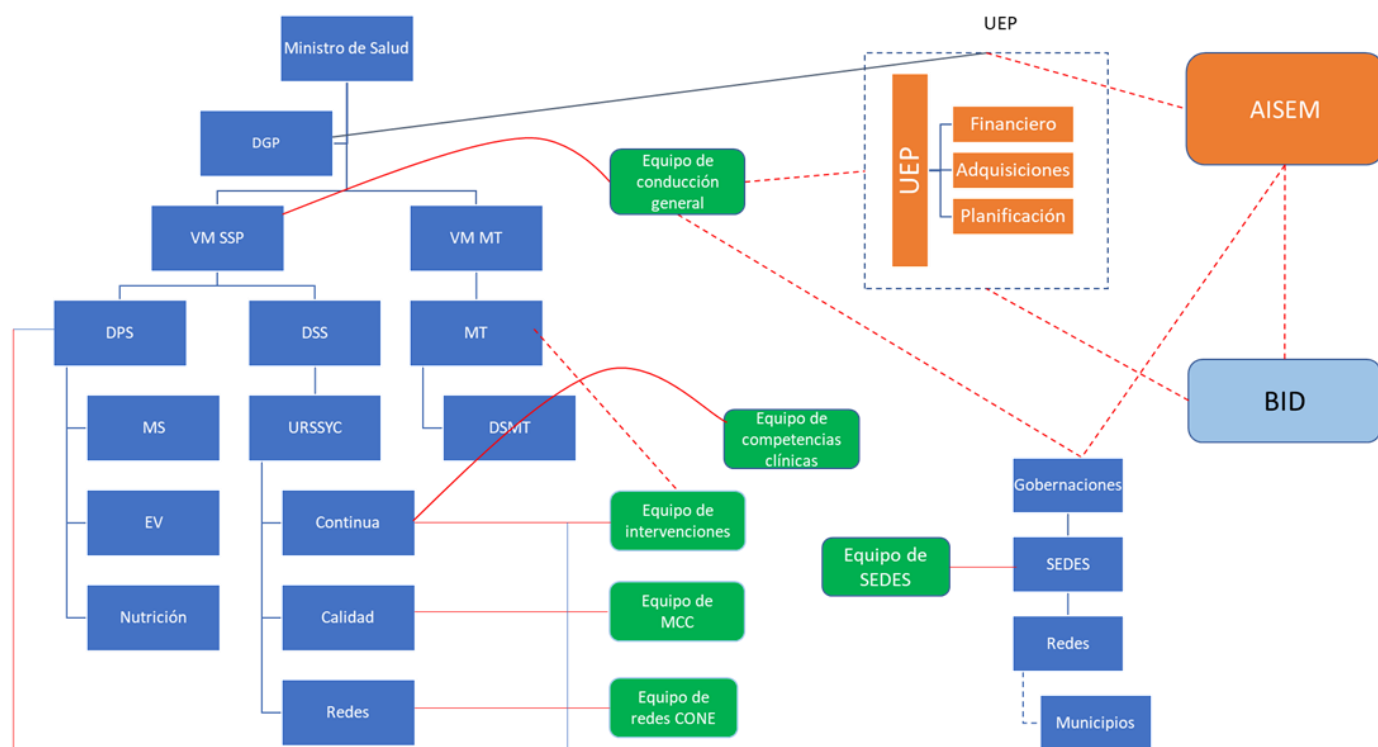 UEP
Ministro de Salud
AISEM
UEP
Financiero
Adquisiciones
Planificación
DGP
Equipo de
conducción
general
VM SSP
VM MT
DPS
DSS
MT
BID
MS
URSSYC
DSMT
Equipo de
competencias
clínicas
Gobernaciones
EV
Continua
Equipo de
intervenciones
Equipo de
SEDES
SEDES
Nutrición
Calidad
Equipo de
MCC
Redes
Redes
Equipo de
redes CONE
Municipios